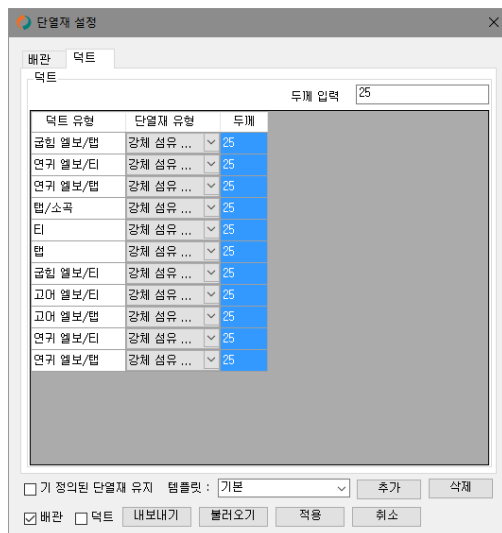 단열재 설정
배관 덕트
덕트
두께 입력 25
덕트 유형 단열재 유형 두께
굽힘 엘보/탭 강체 섬유 ... 25
연귀 엘보/티 강체 섬유 ... 25
연귀 엘보/탭 강체 섬유 ... 25
탭/소곡 강체 섬유 ... 25
티 강체 섬유 ... 25
탭 강체 섬유 ... 25
굽힘 엘보/티 강체 섬유 ... 25
고어 엘보/티 강체 섬유 ... 25
고어 엘보/탭 강체 섬유 ... 25
연귀 엘보/티 강체 섬유 ... 25
연귀 엘보/탭 강체 섬유 ... 25
기 정의된 단열재 유지 템플릿 : 기본 추가 삭제
배관 덕트 내보내기 불러오기 적용 취소